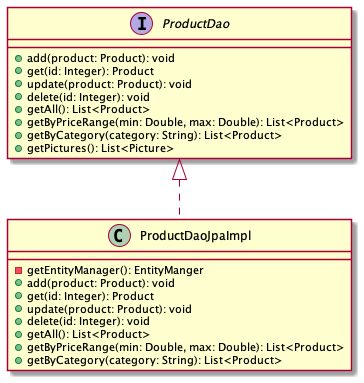 I ProductDao
add(product: Product): void
get(id: Integer): Product
update(product: Product): void
delete(id: Integer): void
getAll(): List<Product>
getByPriceRange(min: Double, max: Double): List<Product>
getByCategory(category: String): List<Product>
getPictures(): List<Picture>
C ProductDaoJpaImpl
getEntityManager(): EntityManger
add(product: Product): void
get(id: Integer): Product
update(product: Product): void
delete(id: Integer): void
getAll(): List<Product>
getByPriceRange(min: Double, max: Double): List<Product>
getByCategory(category: String): List<Product>